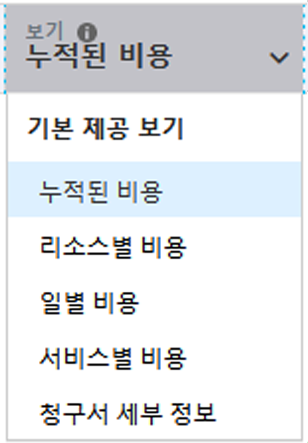 보기
누적된 비용
기본 제공 보기
누적된 비용
리소스별 비용
일별 비용
서비스별 비용
청구서 세부 정보